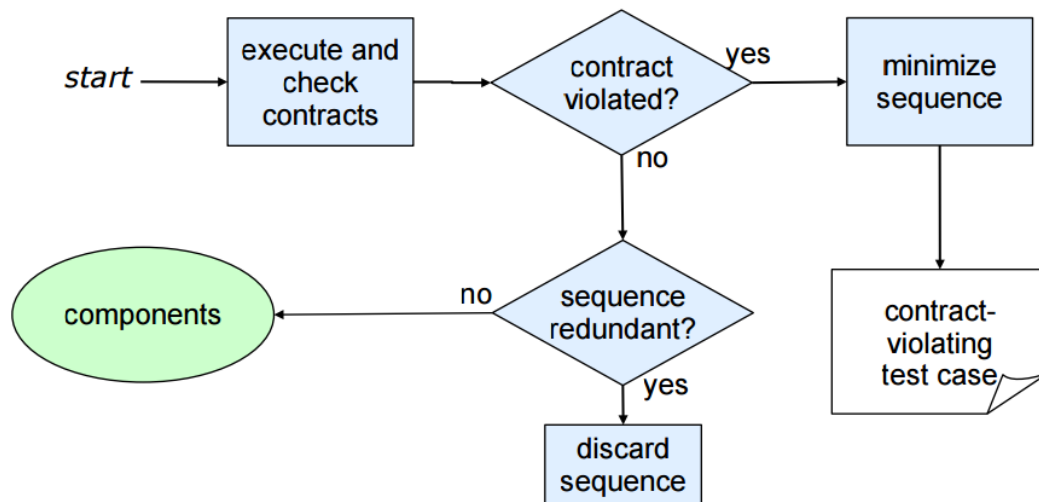 start
execute and
check
contracts
contract
violated?
yes
minimize
sequence
no
components
no
sequence
redundant?
contract-
violating
test case
yes
discard
sequence